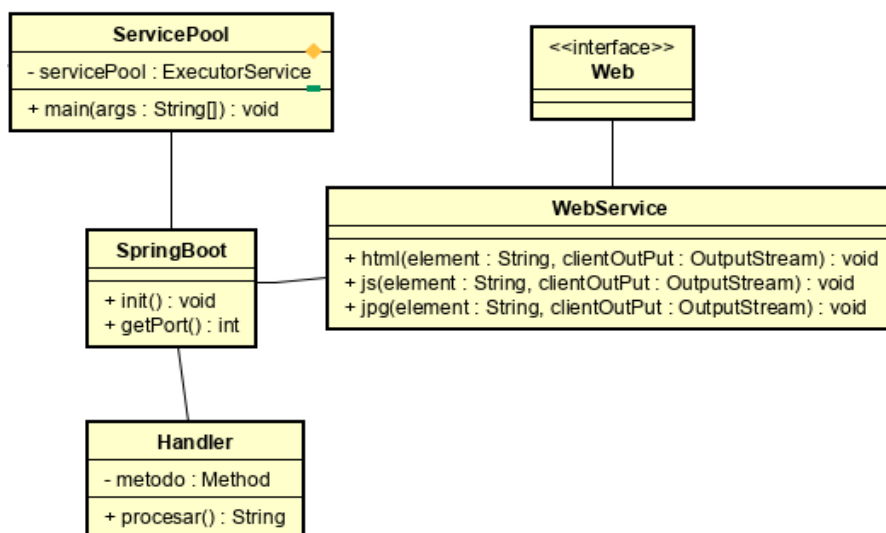 ServicePool
- servicePool : ExecutorService
+ main(args : String[]) : void
<<interface>>
Web
WebService
+ html(element : String, clientOutPut : OutputStream) : void
+ js(element : String, clientOutPut : OutputStream) : void
+ jpg(element : String, clientOutPut : OutputStream) : void
SpringBoot
+ init() : void
+ getPort() : int
Handler
- metodo : Method
+ procesar() : String